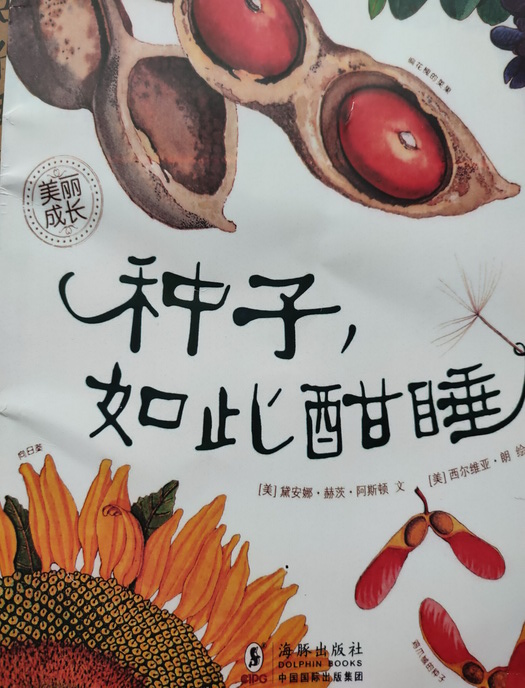 美丽
成长
种子,
如此酣睡
向日葵
[美] 黛安娜·赫茨·阿斯顿 文
[美] 西尔维亚·朗 绘
海豚出版社
DOLPHIN BOOKS
CIPG 中国国际出版集团